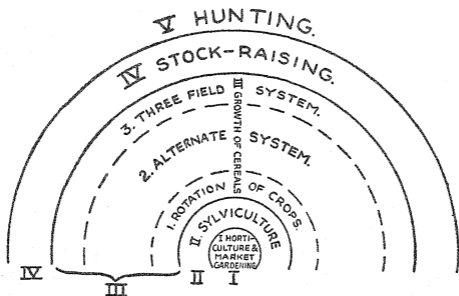 V HUNTING.
IV STOCK-RAISING.
3. THREE FIELD SYSTEM.
III GROWTH OF CEREALS
2. ALTERNATE SYSTEM.
1. ROTATION OF CROPS.
II. SYLVICULTURE
I HORTI-
CULTURE &
MARKET
GARDENING
IV III II I